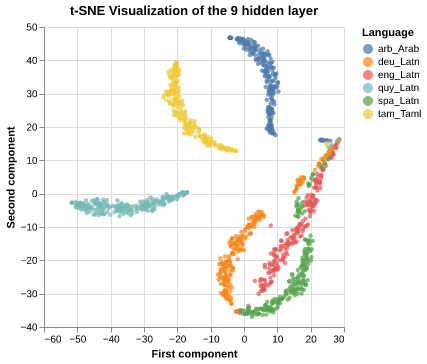 t-SNE Visualization of the 9 hidden layer
Language
arb_Arab
deu_Latn
eng_Latn
quy_Latn
spa_Latn
tam_Taml
Second component
50
40
30
20
10
0
−10
−20
−30
−40
−60 −50 −40 −30 −20 −10 0 10 20 30
First component